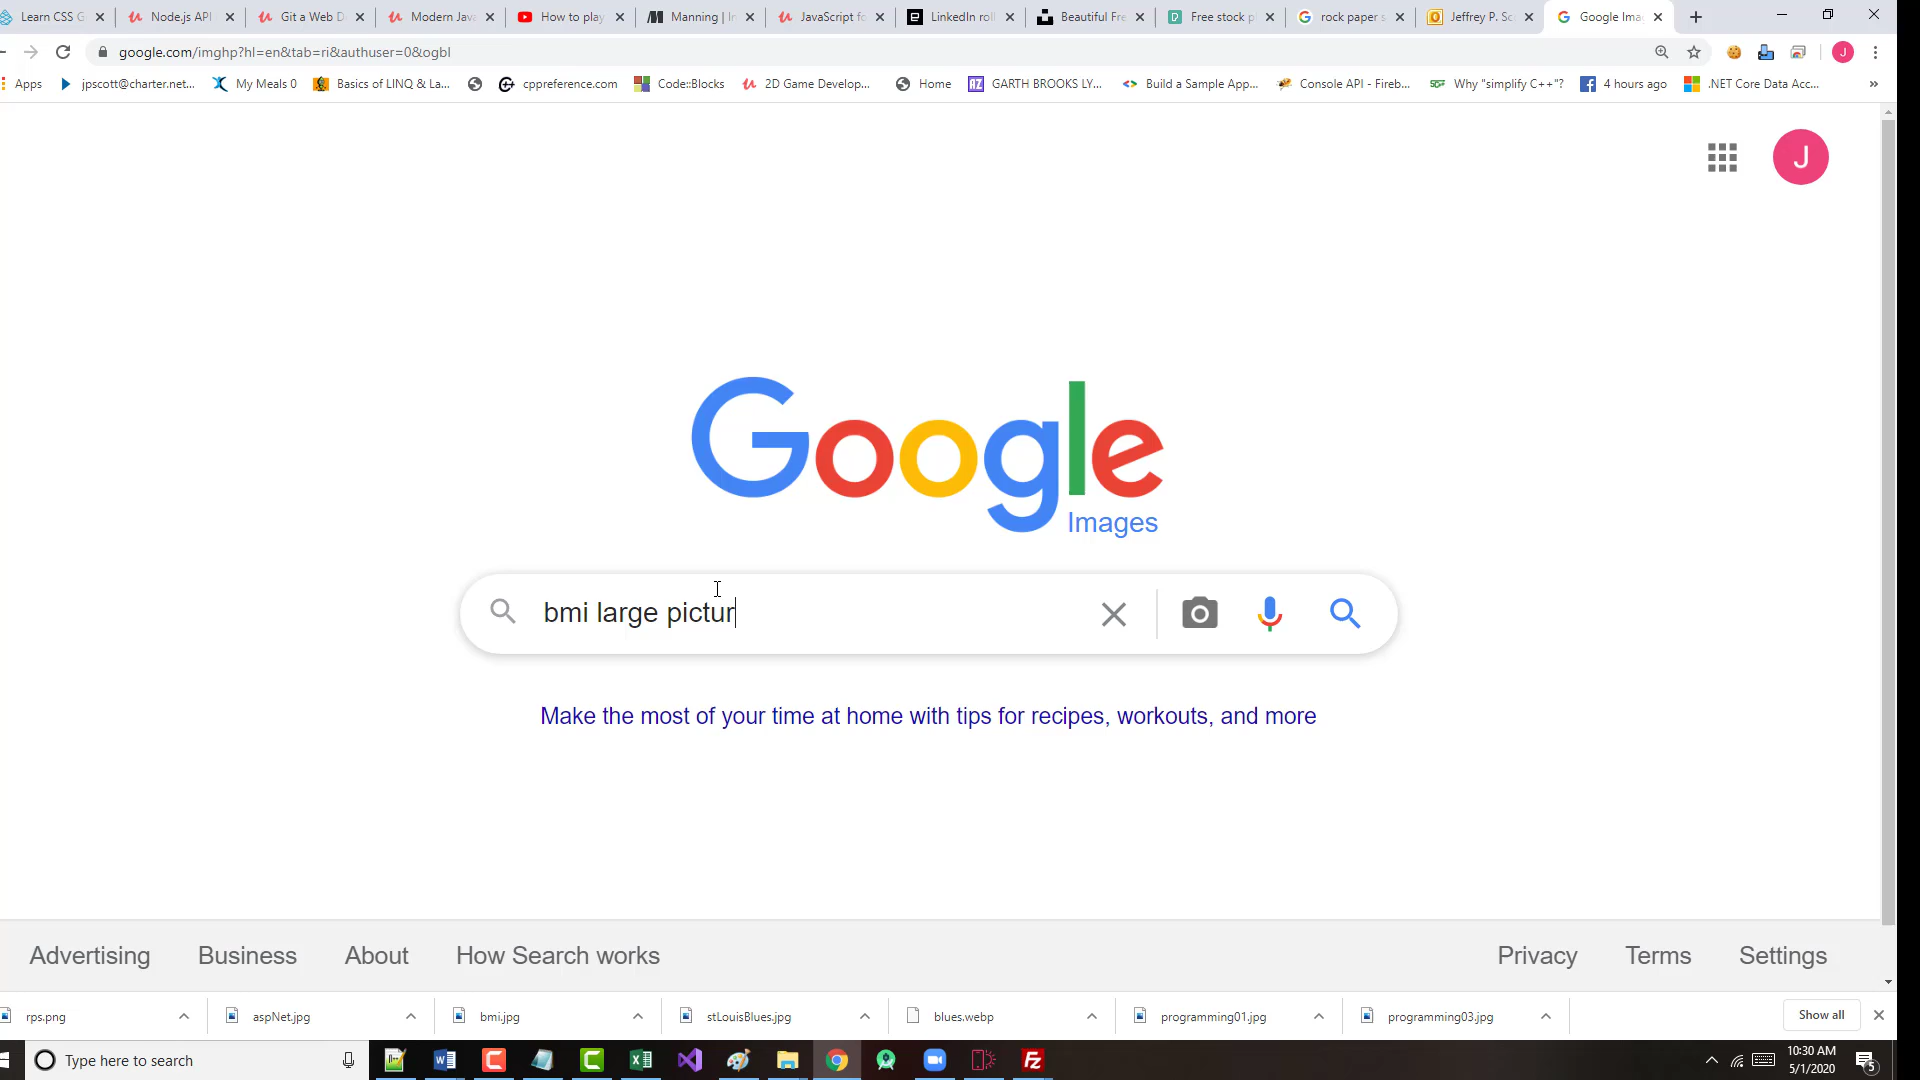 Learn CSS G
Node.js API
Git a Web D
Modern Java
How to play
Manning | In
JavaScript fo
LinkedIn roll
Beautiful Fre
Free stock p
rock paper s
Jeffrey P. Sc
Google Imag
google.com/imghp?hl=en&tab=ri&authuser=0&ogbl
J
Apps
jpscott@charter.net...
My Meals 0
Basics of LINQ & La...
cppreference.com
Code::Blocks
2D Game Develop...
Home
GARTH BROOKS LY...
Build a Sample App...
Console API - Fireb...
Why "simplify C++"?
4 hours ago
.NET Core Data Acc...
»
J
Google
Images
bmi large pictur
Make the most of your time at home with tips for recipes, workouts, and more
Advertising
Business
About
How Search works
Privacy
Terms
Settings
rps.png
aspNet.jpg
bmi.jpg
stLouisBlues.jpg
blues.webp
programming01.jpg
programming03.jpg
Show all
Type here to search
10:30 AM
5/1/2020
5